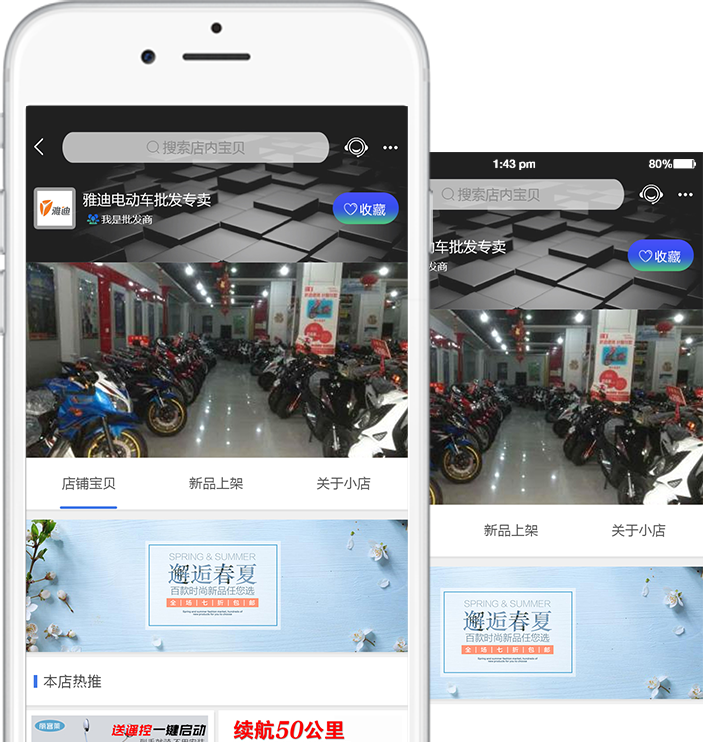 搜索店内宝贝
雅迪
雅迪电动车批发专卖
我是批发商
收藏
店铺宝贝
新品上架
关于小店
SPRING & SUMMER
邂逅春夏
百款时尚新品任您选
全场七折包邮
本店热推
送遥控一键启动
续航50公里
1:43 pm
80%
搜索店内宝贝
动车批发专卖
发商
收藏
新品上架
关于小店
SPRING & SUMMER
邂逅春夏
百款时尚新品任您选
全场七折包邮